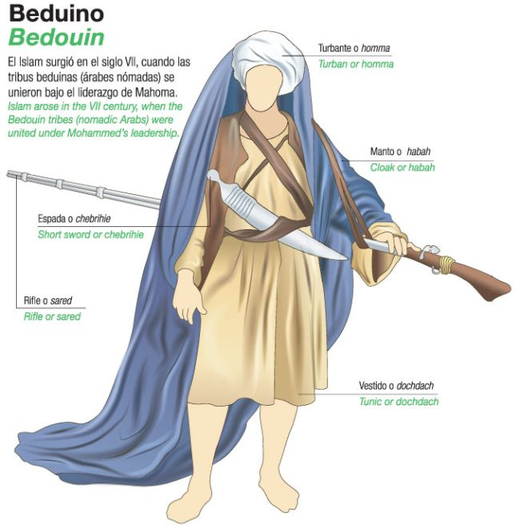 Beduino
Bedouin
El Islam surgió en el siglo VII, cuando las
tribus beduinas (árabes nómadas) se
unieron bajo el liderazgo de Mahoma.
Islam arose in the VII century, when the
Bedouin tribes (nomadic Arabs) were
united under Mohammed's leadership.
Turbante o homma
Turban or homma
Manto o habah
Cloak or habah
Espada o chebrihie
Short sword or chebrihie
Rifle o sared
Rifle or sared
Vestido o dochdach
Tunic or dochdach